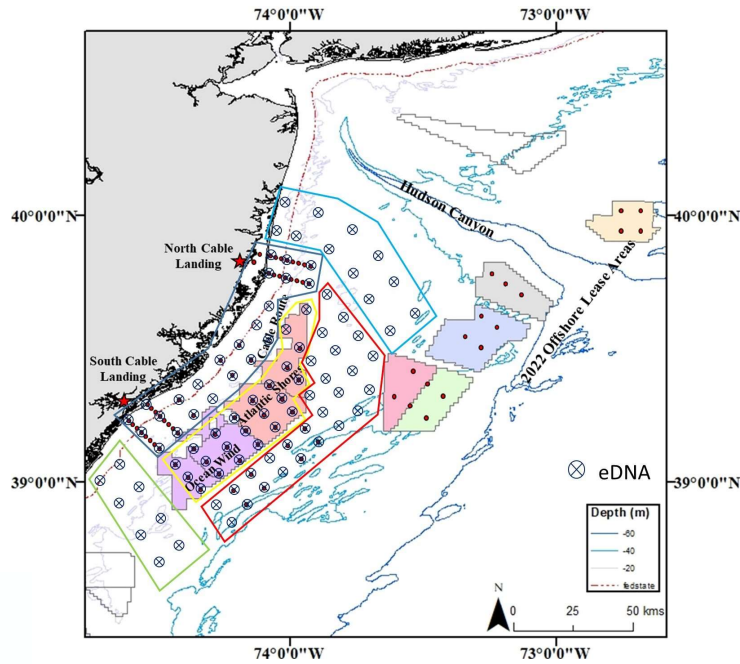 74°0'0"W
73°0'0"W
40°0'0"N
40°0'0"N
Hudson Canyon
North Cable
Landing
2022 Offshore Lease Areas
Cable Route
South Cable
Landing
Atlantic Shores
Ocean Wind
39°0'0"N
39°0'0"N
eDNA
Depth (m)
-60
-40
-20
fedstate
N
0 25 50 kms
74°0'0"W
73°0'0"W